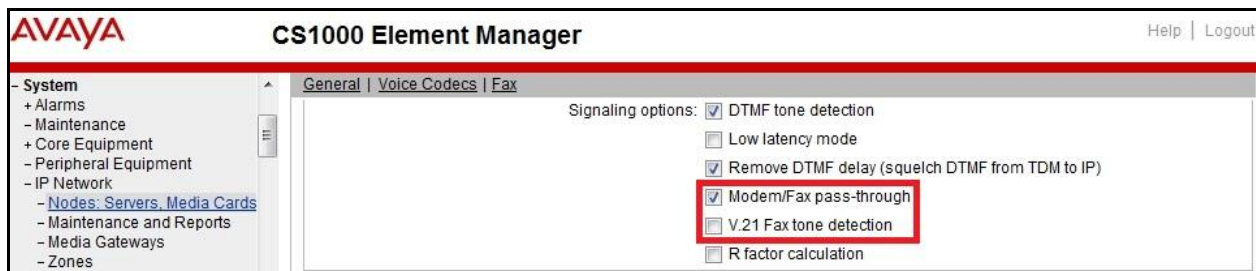 AVAYA
CS1000 Element Manager
Help | Logout
- System
+ Alarms
- Maintenance
+ Core Equipment
- Peripheral Equipment
- IP Network
- Nodes: Servers, Media Cards
- Maintenance and Reports
- Media Gateways
- Zones
General | Voice Codecs | Fax
Signaling options: DTMF tone detection
Low latency mode
Remove DTMF delay (squelch DTMF from TDM to IP)
Modem/Fax pass-through
V.21 Fax tone detection
R factor calculation